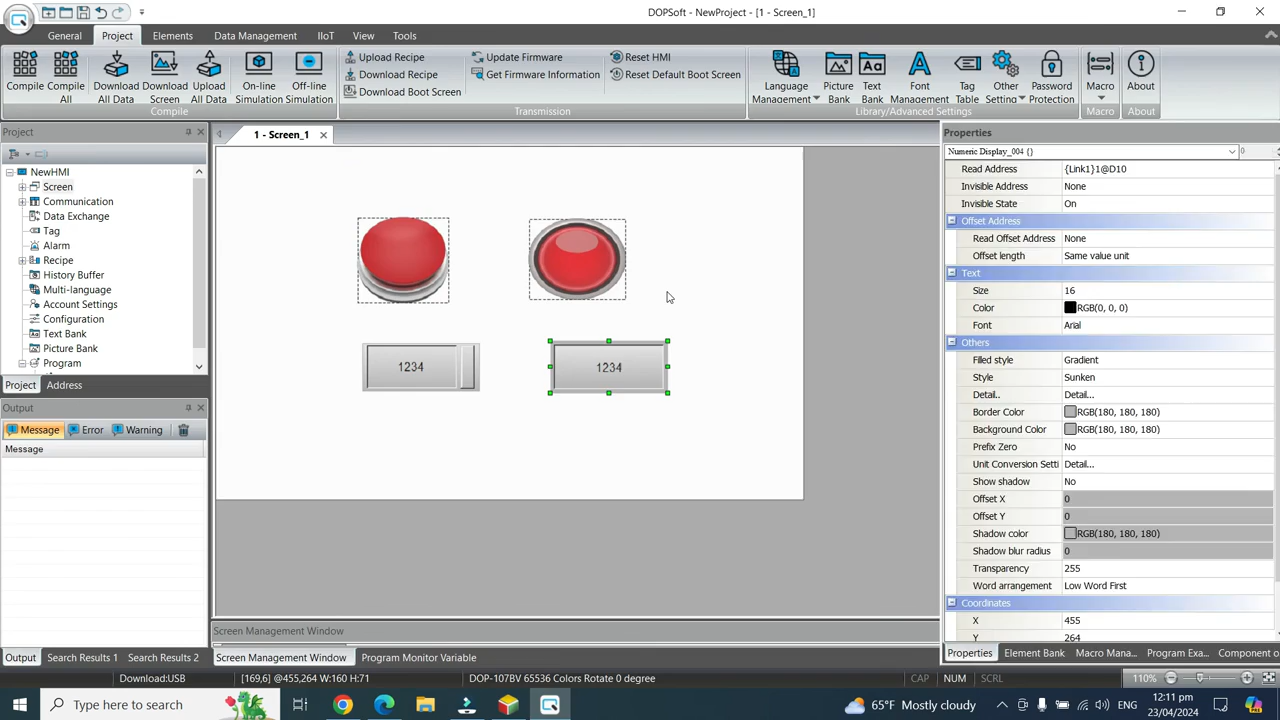 DOPSoft - NewProject - [1 - Screen_1]
General Project Elements Data Management IIoT View Tools
Compile Compile All Download All Data Download Screen Upload All Data On-line Simulation Off-line Simulation
Compile
Upload Recipe
Download Recipe
Download Boot Screen
Update Firmware
Get Firmware Information
Reset HMI
Reset Default Boot Screen
Transmission
Language Management Picture Bank Text Bank Font Management Tag Table Other Setting Password Protection
Library/Advanced Settings
Macro
Macro
About
About
Project
NewHMI
Screen
Communication
Data Exchange
Tag
Alarm
Recipe
History Buffer
Multi-language
Account Settings
Configuration
Text Bank
Picture Bank
Program
Project Address
Output
Message Error Warning
Message
Output Search Results 1 Search Results 2
1 - Screen_1
1234
1234
Screen Management Window
Screen Management Window Program Monitor Variable
Properties
Numeric Display_004 {} 0
Read Address {Link1}1@D10
Invisible Address None
Invisible State On
Offset Address
Read Offset Address None
Offset length Same value unit
Text
Size 16
Color RGB(0, 0, 0)
Font Arial
Others
Filled style Gradient
Style Sunken
Detail.. Detail...
Border Color RGB(180, 180, 180)
Background Color RGB(180, 180, 180)
Prefix Zero No
Unit Conversion Setti Detail...
Show shadow No
Offset X 0
Offset Y 0
Shadow color RGB(180, 180, 180)
Shadow blur radius 0
Transparency 255
Word arrangement Low Word First
Coordinates
X 455
Y 264
Properties Element Bank Macro Mana... Program Exa... Component o
Download:USB [169,6] @455,264 W:160 H:71 DOP-107BV 65536 Colors Rotate 0 degree CAP NUM SCRL 110%
Type here to search 65°F Mostly cloudy ENG 12:11 pm
23/04/2024